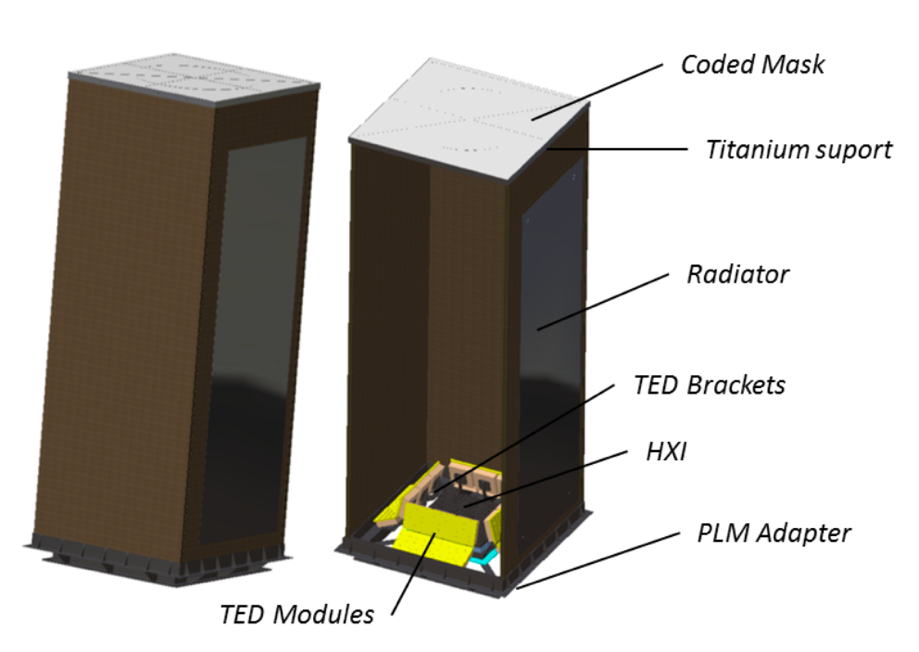 Coded Mask
Titanium suport
Radiator
TED Brackets
HXI
PLM Adapter
TED Modules